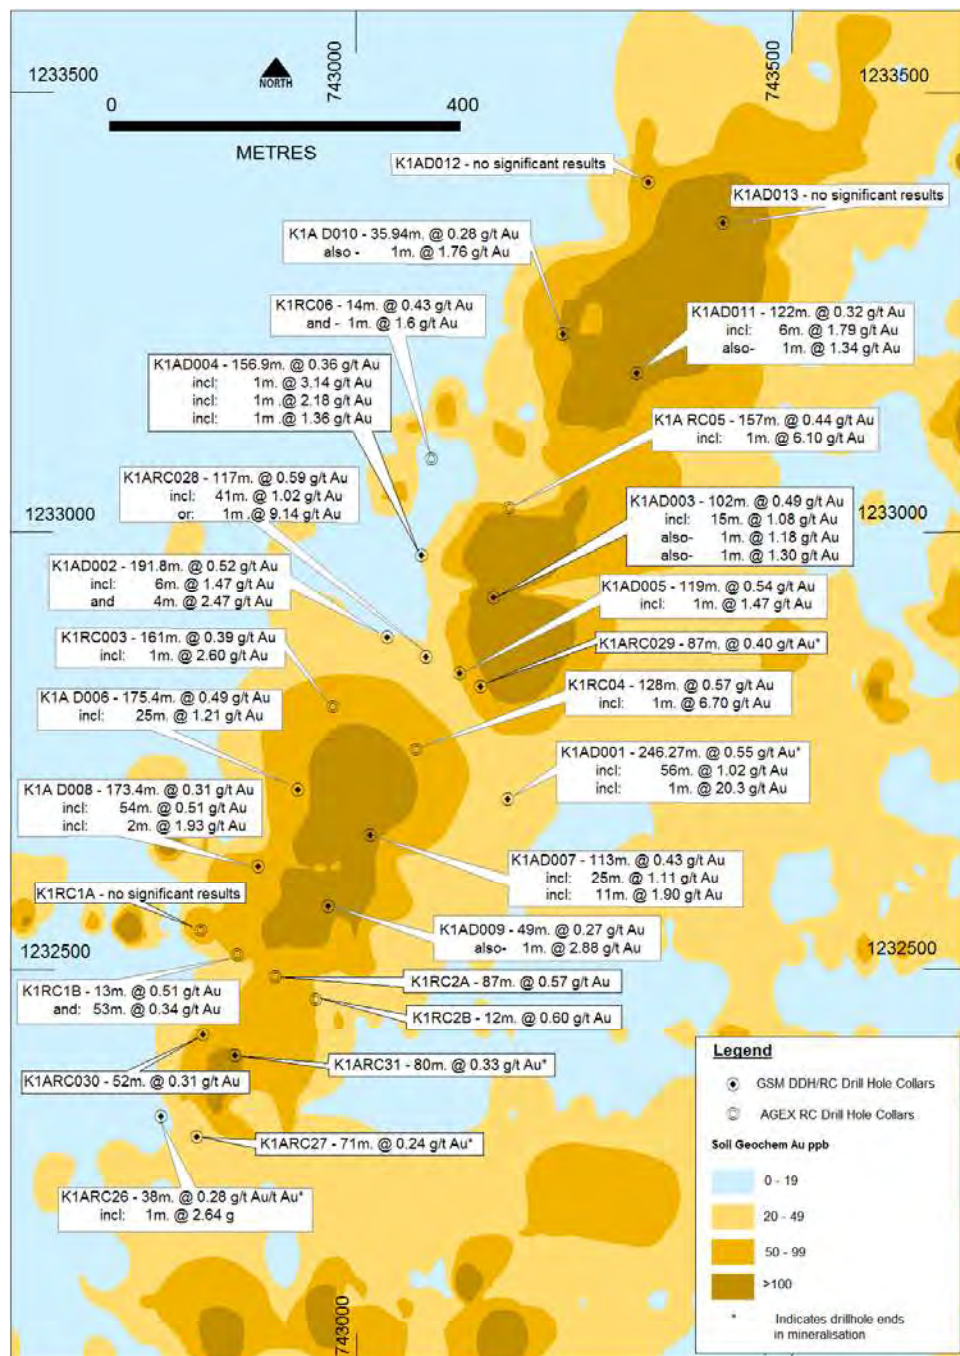 1233500
NORTH
743000
743500
1233500
0
400
METRES
K1AD012 - no significant results
K1AD013 - no significant results
K1A D010 - 35.94m. @ 0.28 g/t Au
also - 1m. @ 1.76 g/t Au
K1RC06 - 14m. @ 0.43 g/t Au
and - 1m. @ 1.6 g/t Au
K1AD011 - 122m. @ 0.32 g/t Au
incl: 6m. @ 1.79 g/t Au
also- 1m. @ 1.34 g/t Au
K1AD004 - 156.9m. @ 0.36 g/t Au
incl: 1m. @ 3.14 g/t Au
incl: 1m .@ 2.18 g/t Au
incl: 1m .@ 1.36 g/t Au
K1A RC05 - 157m. @ 0.44 g/t Au
incl: 1m. @ 6.10 g/t Au
K1ARC028 - 117m. @ 0.59 g/t Au
incl: 41m. @ 1.02 g/t Au
or: 1m .@ 9.14 g/t Au
K1AD003 - 102m. @ 0.49 g/t Au
incl: 15m. @ 1.08 g/t Au
also- 1m. @ 1.18 g/t Au
also- 1m. @ 1.30 g/t Au
1233000
1233000
K1AD002 - 191.8m. @ 0.52 g/t Au
incl: 6m. @ 1.47 g/t Au
and 4m. @ 2.47 g/t Au
K1AD005 - 119m. @ 0.54 g/t Au
incl: 1m. @ 1.47 g/t Au
K1RC003 - 161m. @ 0.39 g/t Au
incl: 1m. @ 2.60 g/t Au
K1ARC029 - 87m. @ 0.40 g/t Au*
K1A D006 - 175.4m. @ 0.49 g/t Au
incl: 25m. @ 1.21 g/t Au
K1RC04 - 128m. @ 0.57 g/t Au
incl: 1m. @ 6.70 g/t Au
K1AD001 - 246.27m. @ 0.55 g/t Au*
incl: 56m. @ 1.02 g/t Au
incl: 1m. @ 20.3 g/t Au
K1A D008 - 173.4m. @ 0.31 g/t Au
incl: 54m. @ 0.51 g/t Au
incl: 2m. @ 1.93 g/t Au
K1AD007 - 113m. @ 0.43 g/t Au
incl: 25m. @ 1.11 g/t Au
incl: 11m. @ 1.90 g/t Au
K1RC1A - no significant results
K1AD009 - 49m. @ 0.27 g/t Au
also- 1m. @ 2.88 g/t Au
1232500
1232500
K1RC1B - 13m. @ 0.51 g/t Au
and: 53m. @ 0.34 g/t Au
K1RC2A - 87m. @ 0.57 g/t Au
K1RC2B - 12m. @ 0.60 g/t Au
K1ARC31 - 80m. @ 0.33 g/t Au*
K1ARC030 - 52m. @ 0.31 g/t Au
K1ARC27 - 71m. @ 0.24 g/t Au*
K1ARC26 - 38m. @ 0.28 g/t Au/t Au*
incl: 1m. @ 2.64 g
743000
Legend
GSM DDH/RC Drill Hole Collars
AGEX RC Drill Hole Collars
Soil Geochem Au ppb
0 - 19
20 - 49
50 - 99
>100
* Indicates drillhole ends
in mineralisation